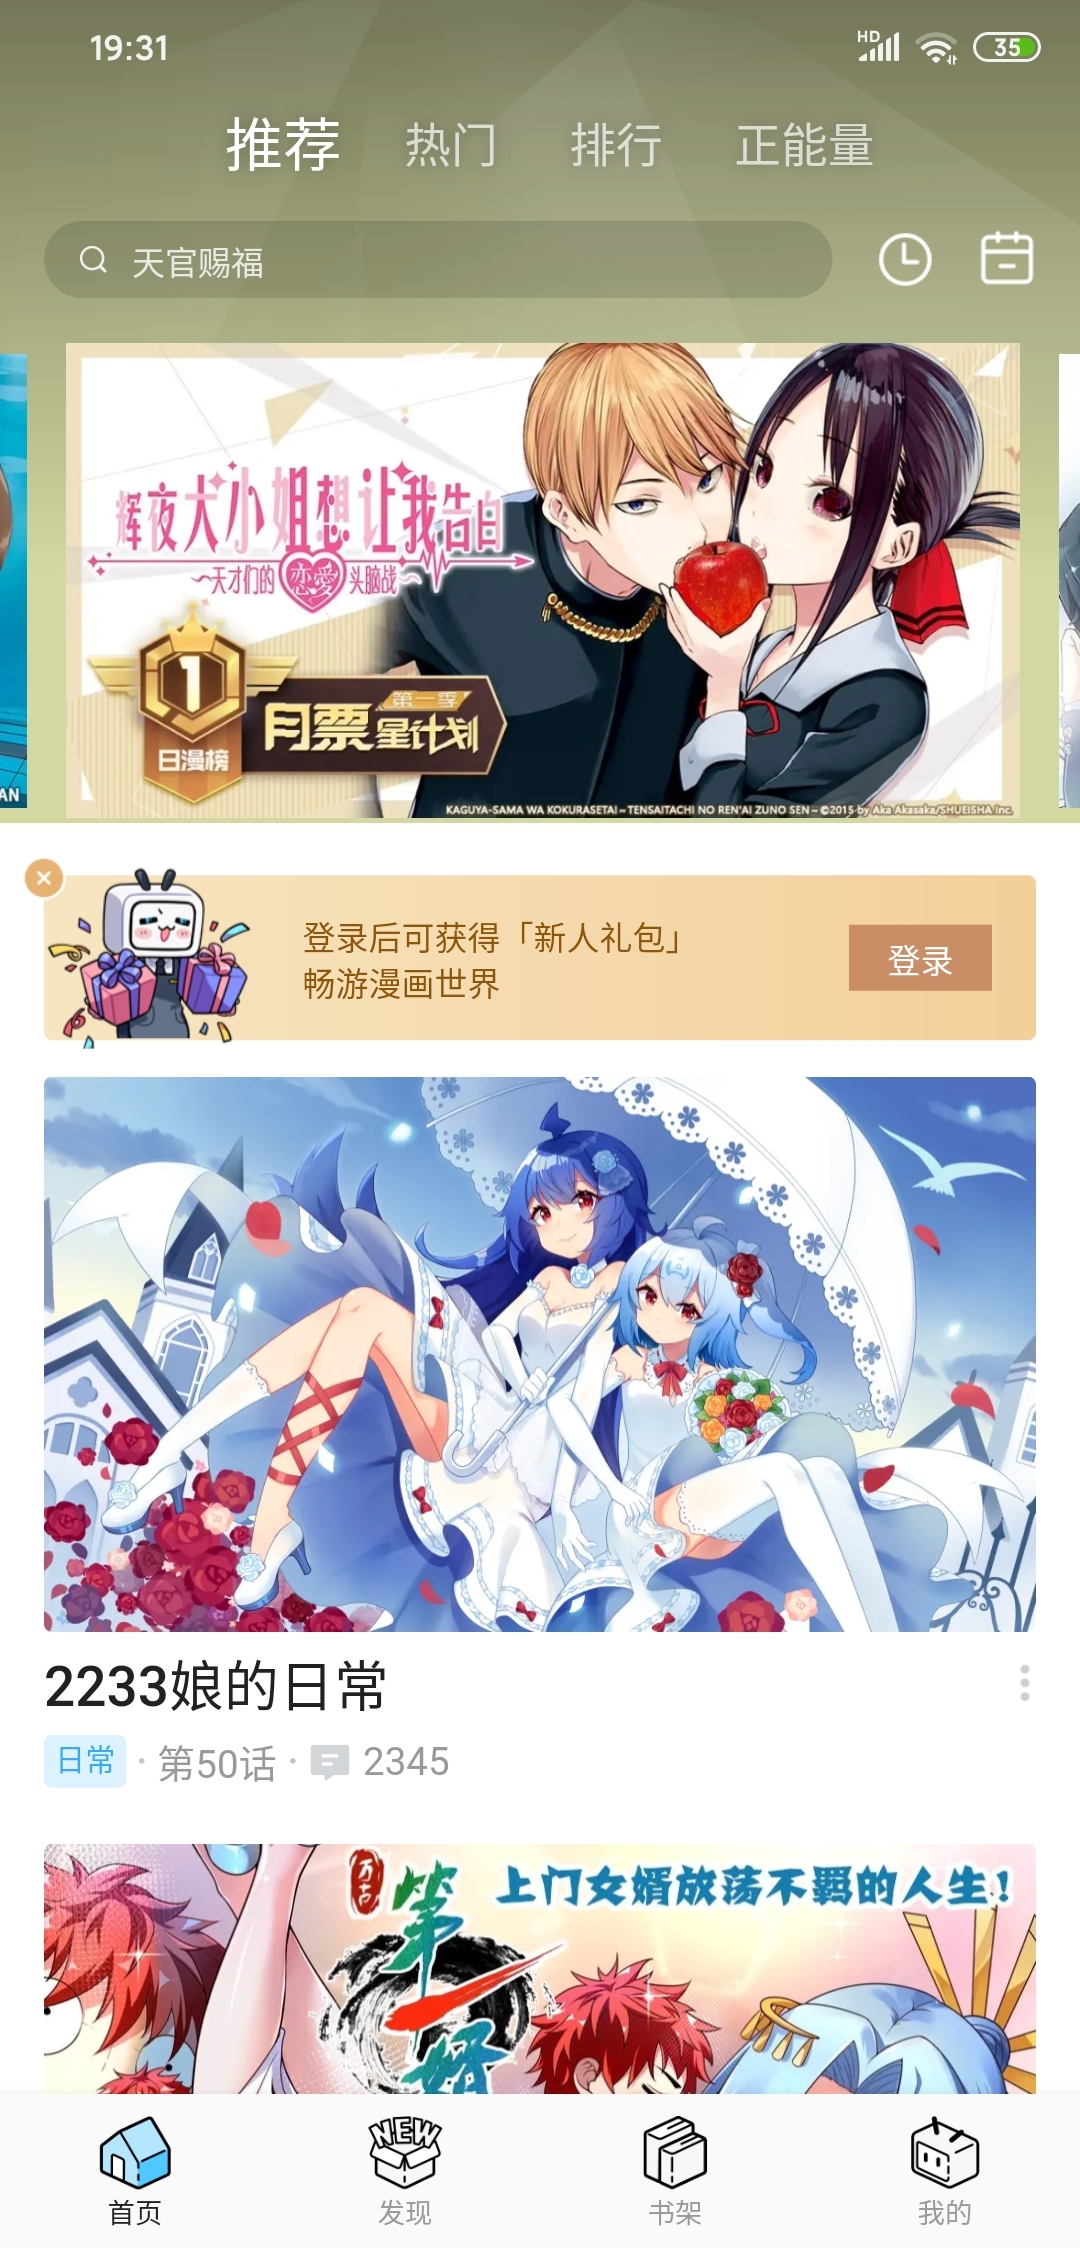 19:31
HD
35
推荐
热门
排行
正能量
天官赐福
辉夜大小姐想让我告白
~天才们的恋爱头脑战~
1
日漫榜
第一季
月票星计划
AN
KAGUYA-SAMA WA KOKURASETAI~TENSAITACHI NO REN'AI ZUNO SEN~©2015 by Aka Akasaka/SHUEISHA Inc.
登录后可获得「新人礼包」
畅游漫画世界
登录
2233娘的日常
日常 · 第50话 · 2345
万古
第一婿
上门女婿放荡不羁的人生!
NEW
首页
发现
书架
我的